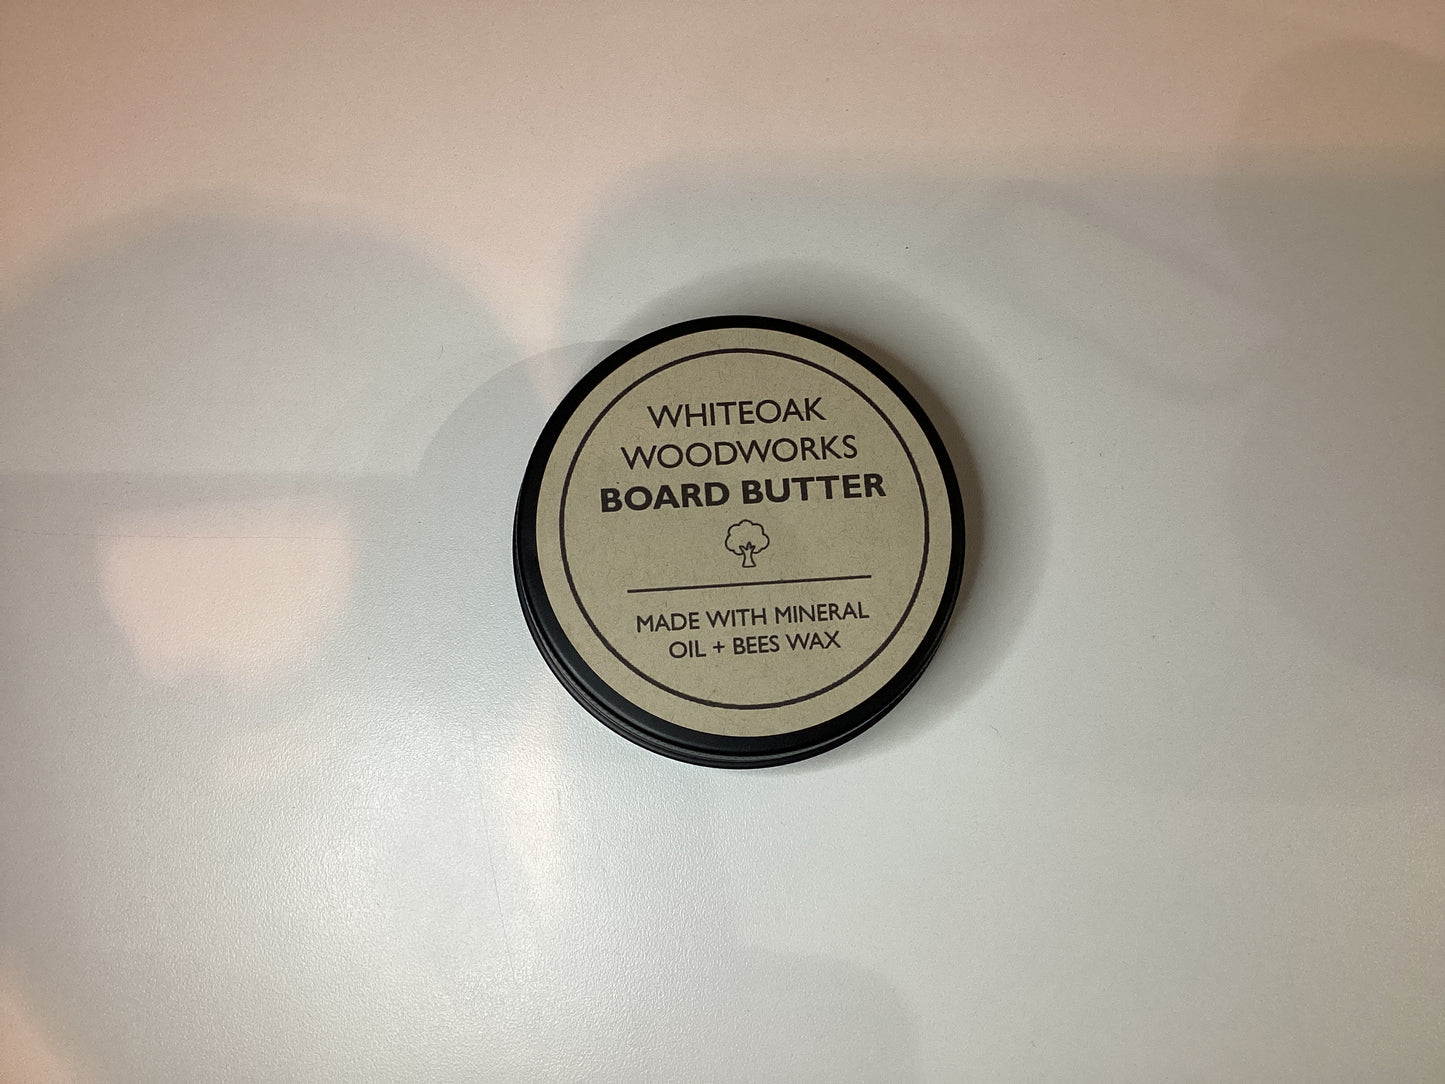 WHITEOAK
WOODWORKS
BOARD BUTTER
MADE WITH MINERAL
OIL + BEES WAX